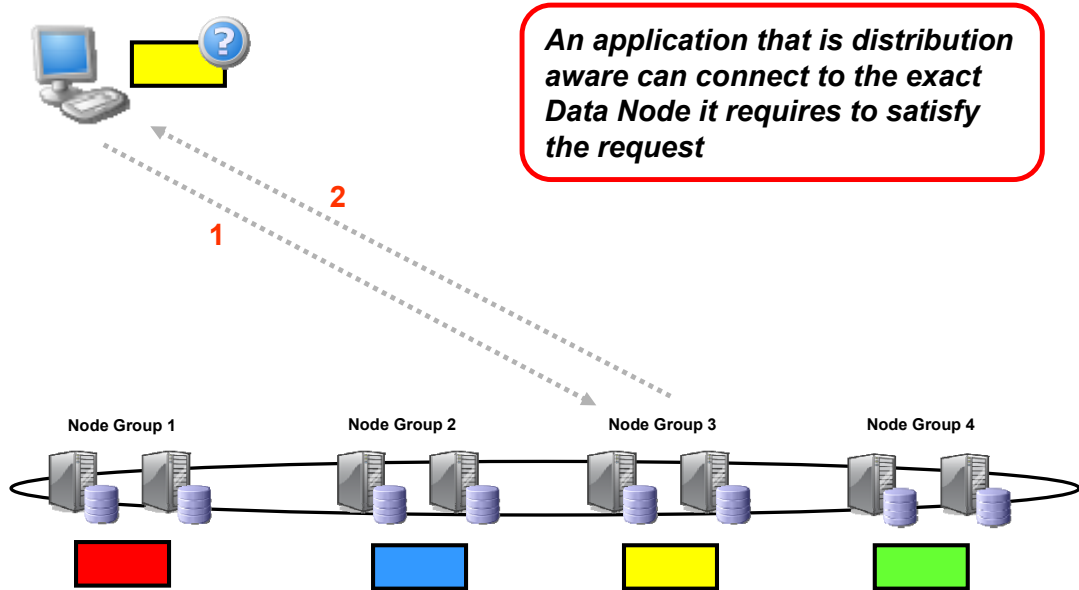 ?
An application that is distribution
aware can connect to the exact
Data Node it requires to satisfy
the request
2
1
Node Group 1
Node Group 2
Node Group 3
Node Group 4